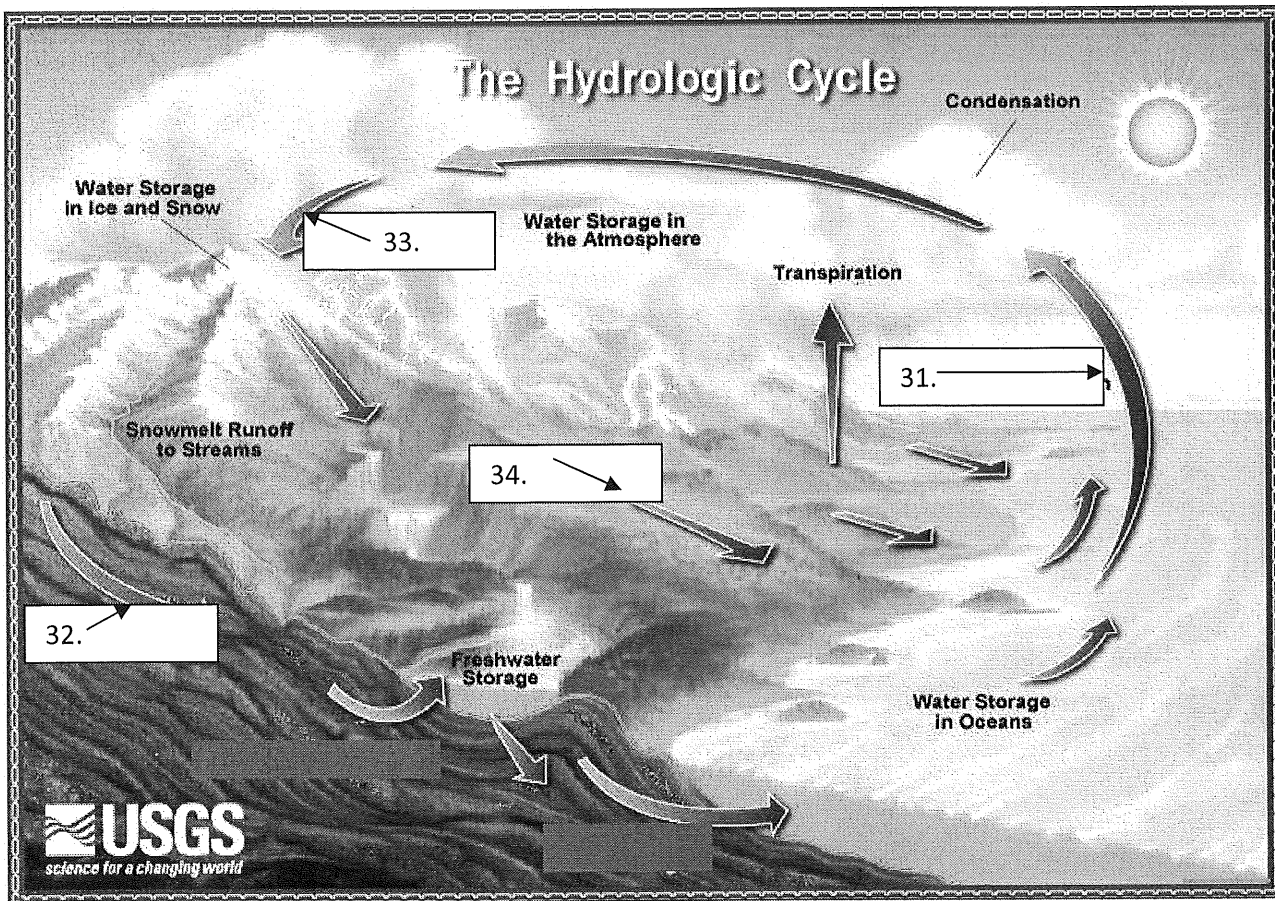 The Hydrologic Cycle
Condensation
Water Storage
in Ice and Snow
33.
Water Storage in
the Atmosphere
Transpiration
31.
Snowmelt Runoff
to Streams
34.
32.
Freshwater
Storage
Water Storage
in Oceans
USGS
science for a changing world